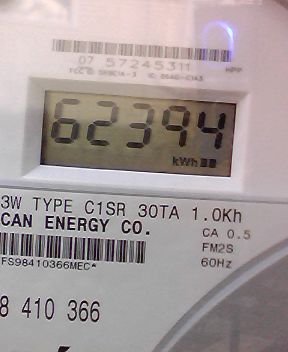 07 57245311
HPP
62394
kWh
3W TYPE C1SR 30TA 1.0Kh
CAN ENERGY CO.
CA 0.5
FM2S
60Hz
FS98410366MEC*
8 410 366